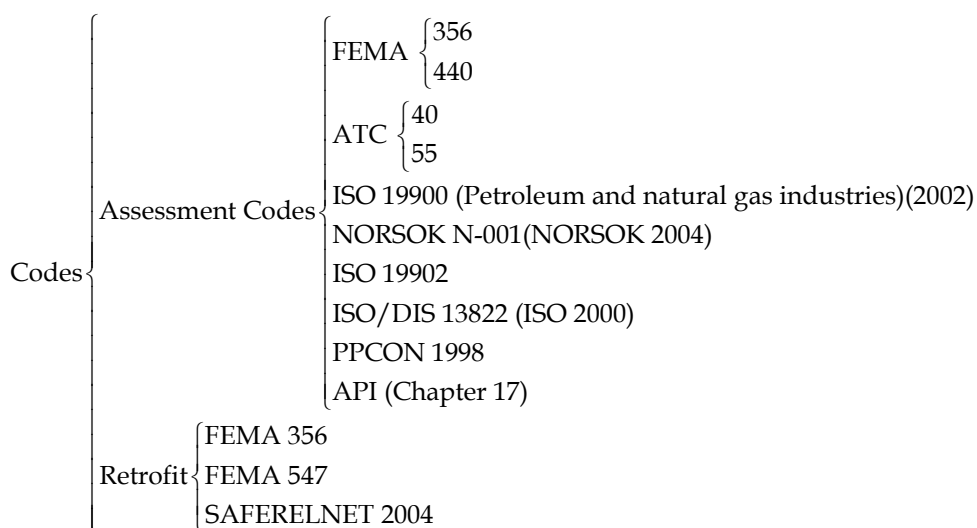 Codes
Assessment Codes
FEMA
356
440
ATC
40
55
ISO 19900 (Petroleum and natural gas industries)(2002)
NORSOK N-001(NORSOK 2004)
ISO 19902
ISO/DIS 13822 (ISO 2000)
PPCON 1998
API (Chapter 17)
Retrofit
FEMA 356
FEMA 547
SAFERELNET 2004